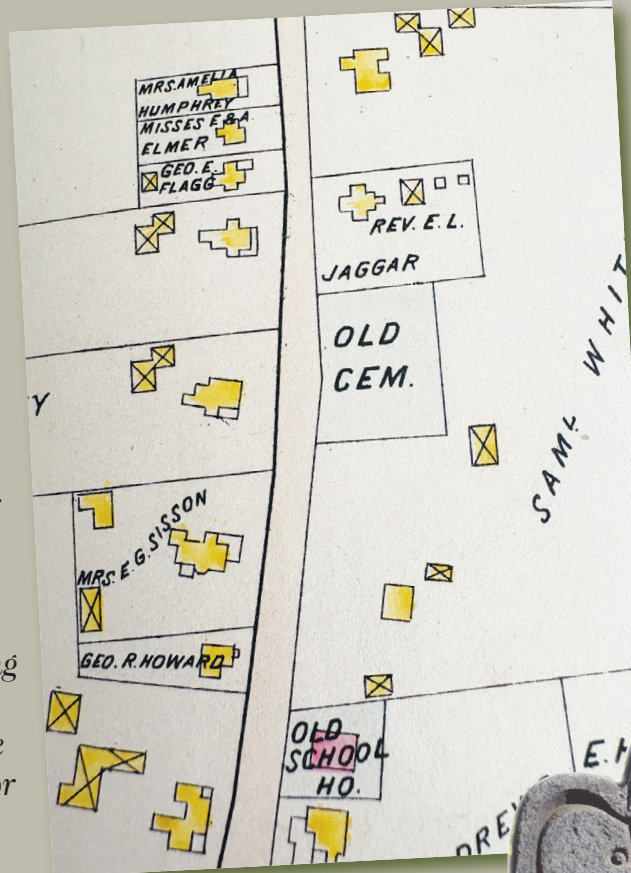 MRS. AMELIA
HUMPHREY
MISSES E & A
ELMER
GEO. E.
FLAGG
REV. E. L.
JAGGAR
OLD
CEM.
SAML WHIT
Y
MRS. E. G. SISSON
GEO. R. HOWARD
OLD
SCHOOL
HO.
DREW
E. H
g
e
or